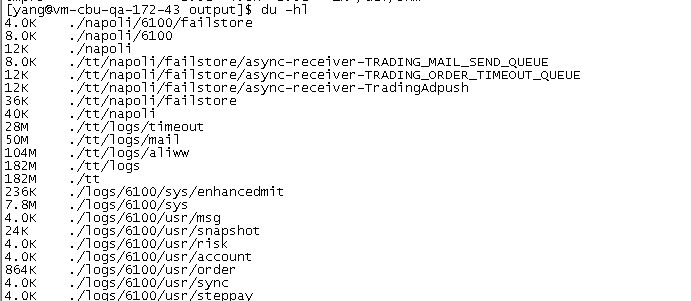 [yang@vm-cbu-qa-172-43 output]$ du -hl
4.0K ./napoli/6100/failstore
8.0K ./napoli/6100
12K ./napoli
8.0K ./tt/napoli/failstore/async-receiver-TRADING_MAIL_SEND_QUEUE
12K ./tt/napoli/failstore/async-receiver-TRADING_ORDER_TIMEOUT_QUEUE
12K ./tt/napoli/failstore/async-receiver-TradingAdpush
36K ./tt/napoli/failstore
40K ./tt/napoli
28M ./tt/logs/timeout
50M ./tt/logs/mail
104M ./tt/logs/aliww
182M ./tt/logs
182M ./tt
236K ./logs/6100/sys/enhancedmit
7.8M ./logs/6100/sys
4.0K ./logs/6100/usr/msg
24K ./logs/6100/usr/snapshot
4.0K ./logs/6100/usr/risk
4.0K ./logs/6100/usr/account
864K ./logs/6100/usr/order
4.0K ./logs/6100/usr/sync
4.0K ./logs/6100/usr/steppay